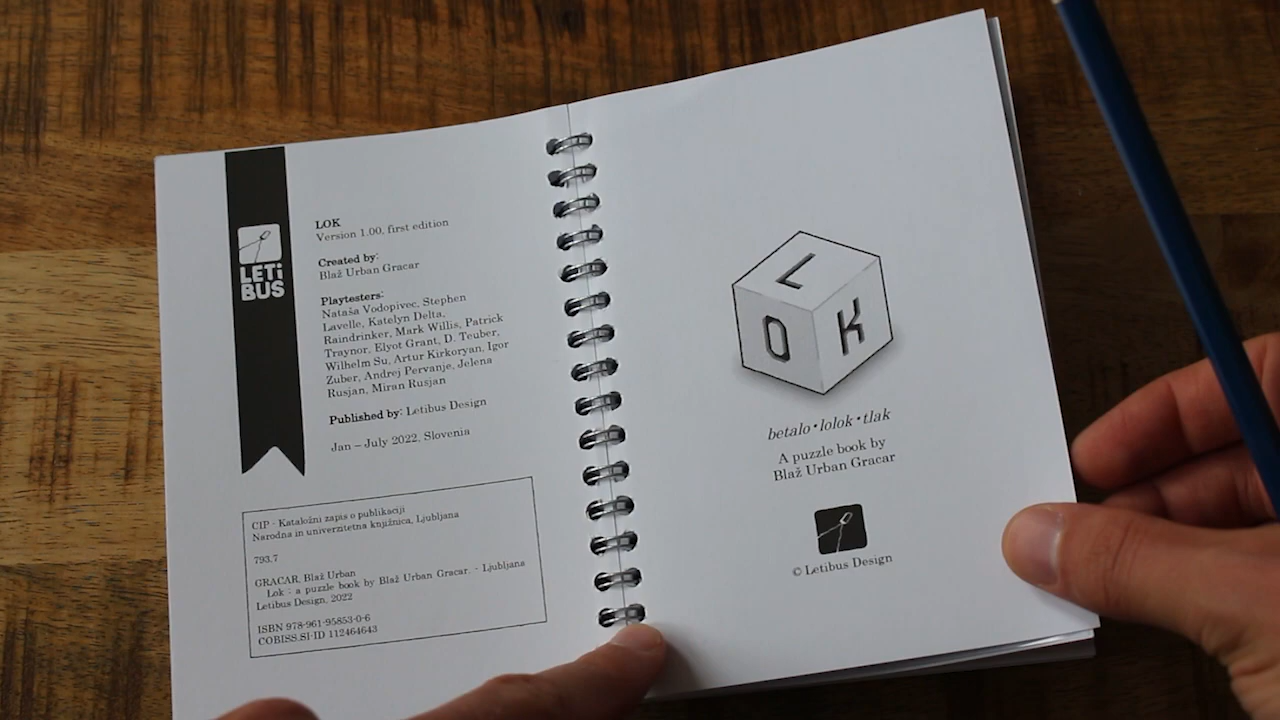 LETi
BUS
LOK
Version 1.00, first edition
Created by:
Blaž Urban Gracar
Playtesters:
Nataša Vodopivec, Stephen
Lavelle, Katelyn Delta,
Raindrinker, Mark Willis, Patrick
Traynor, Elyot Grant, D. Teuber,
Wilhelm Su, Artur Kirkoryan, Igor
Zuber, Andrej Pervanje, Jelena
Rusjan, Miran Rusjan
Published by: Letibus Design
Jan – July 2022, Slovenia
CIP - Kataložni zapis o publikaciji
Narodna in univerzitetna knjižnica, Ljubljana
793.7
GRACAR, Blaž Urban
Lok : a puzzle book by Blaž Urban Gracar. - Ljubljana
Letibus Design, 2022
ISBN 978-961-95853-0-6
COBISS.SI-ID 112464643
L
O K
betalo • lolok • tlak
A puzzle book by
Blaž Urban Gracar
© Letibus Design